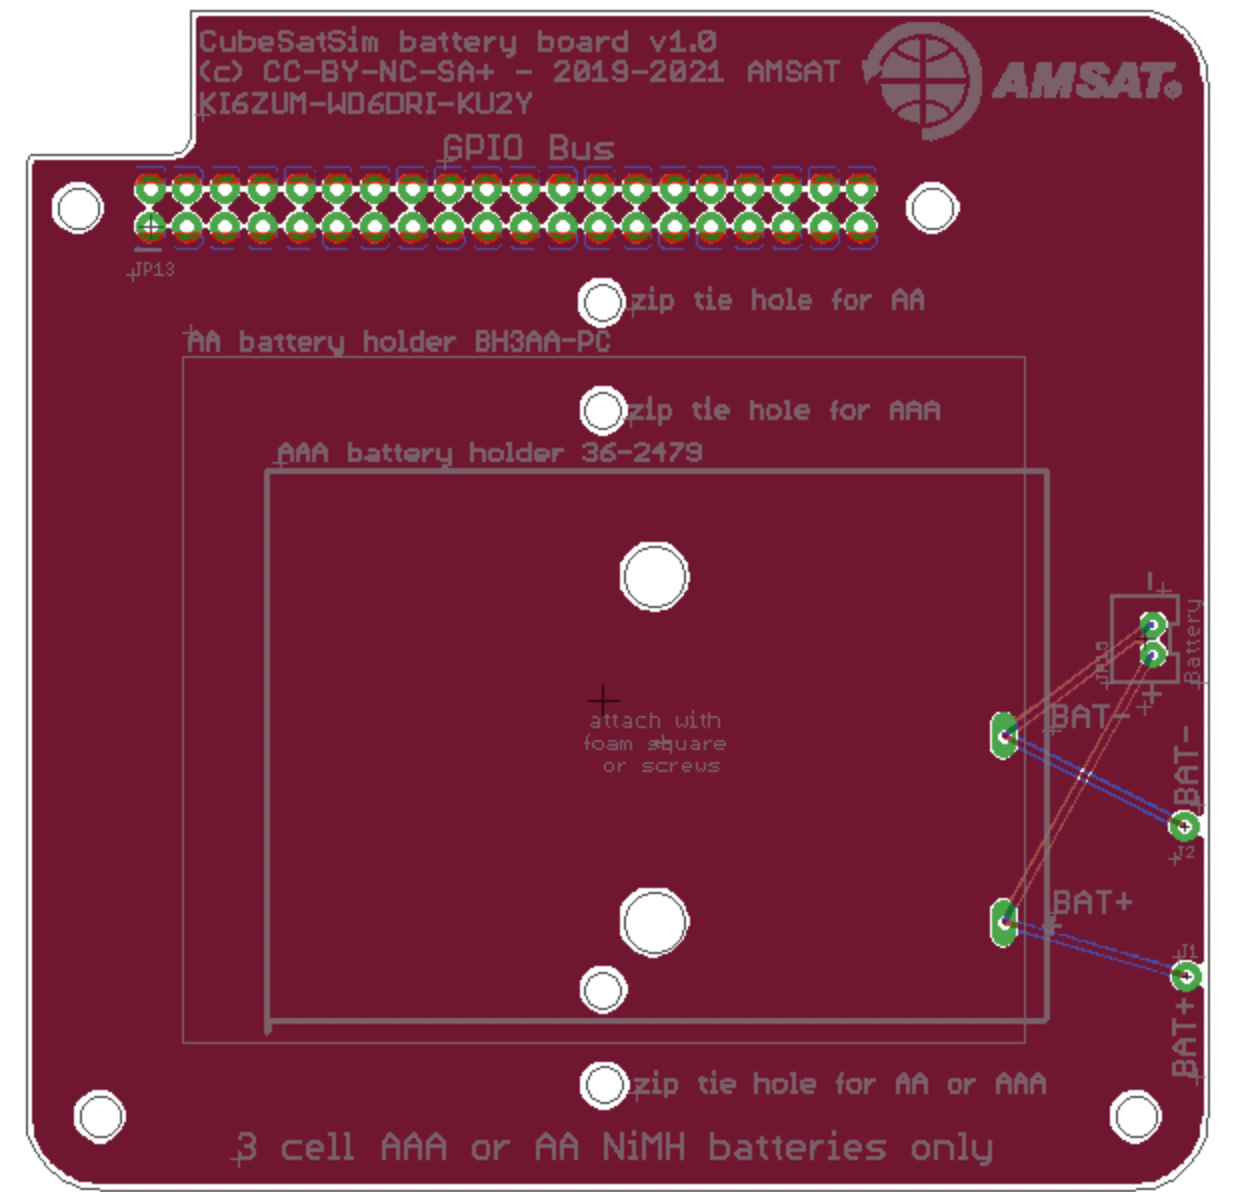 CubeSatSim battery board v1.0
(c) CC-BY-NC-SA+ - 2019-2021 AMSAT
KI6ZUM-WD6DRI-KU2Y
AMSAT®
GPIO Bus
JP13
zip tie hole for AA
AA battery holder BH3AA-PC
zip tie hole for AAA
AAA battery holder 36-2479
-
Battery
+
attach with
foam square
or screws
BAT-
BAT-
J2
BAT+
+
J1
BAT+
zip tie hole for AA or AAA
3 cell AAA or AA NiMH batteries only